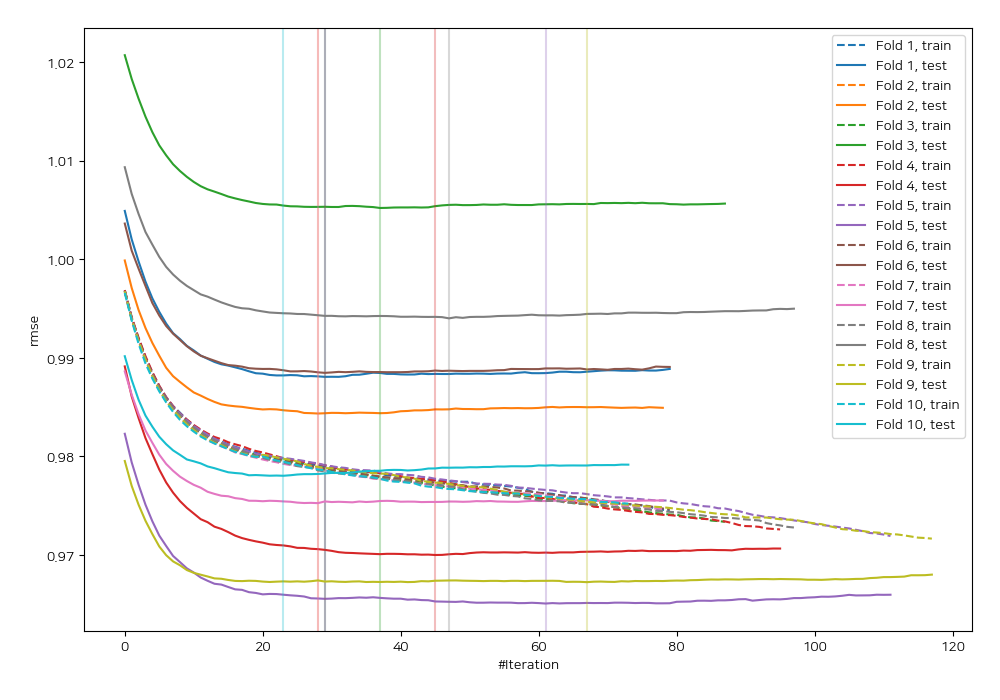 1,02
1,01
1,00
0,99
0,98
0,97
rmse
0
20
40
60
80
100
120
#Iteration
Fold 1, train
Fold 1, test
Fold 2, train
Fold 2, test
Fold 3, train
Fold 3, test
Fold 4, train
Fold 4, test
Fold 5, train
Fold 5, test
Fold 6, train
Fold 6, test
Fold 7, train
Fold 7, test
Fold 8, train
Fold 8, test
Fold 9, train
Fold 9, test
Fold 10, train
Fold 10, test